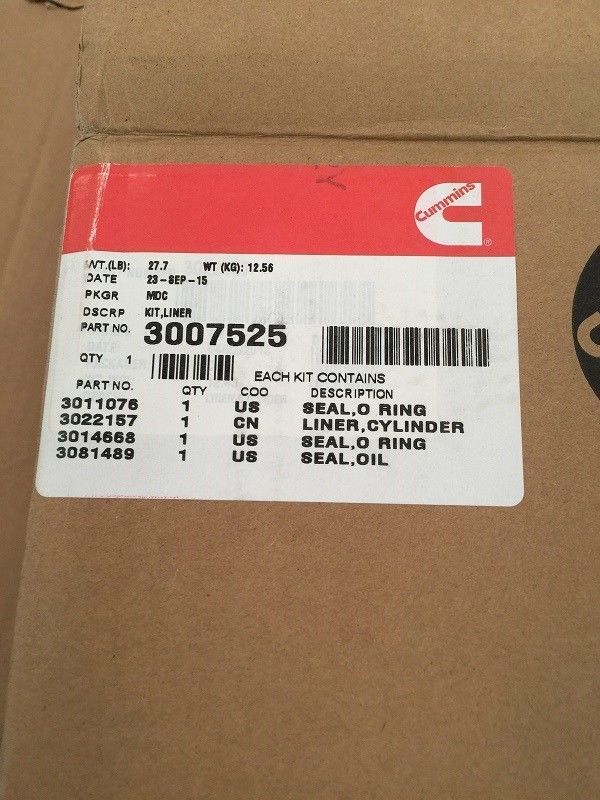 Cummins
®
WT.(LB): 27.7 WT (KG): 12.56
DATE 23-SEP-15
PKGR MDC
DSCRP KIT,LINER
PART NO. 3007525
QTY 1
EACH KIT CONTAINS
PART NO. QTY COO DESCRIPTION
3011076 1 US SEAL,O RING
3022157 1 CN LINER,CYLINDER
3014668 1 US SEAL,O RING
3081489 1 US SEAL,OIL